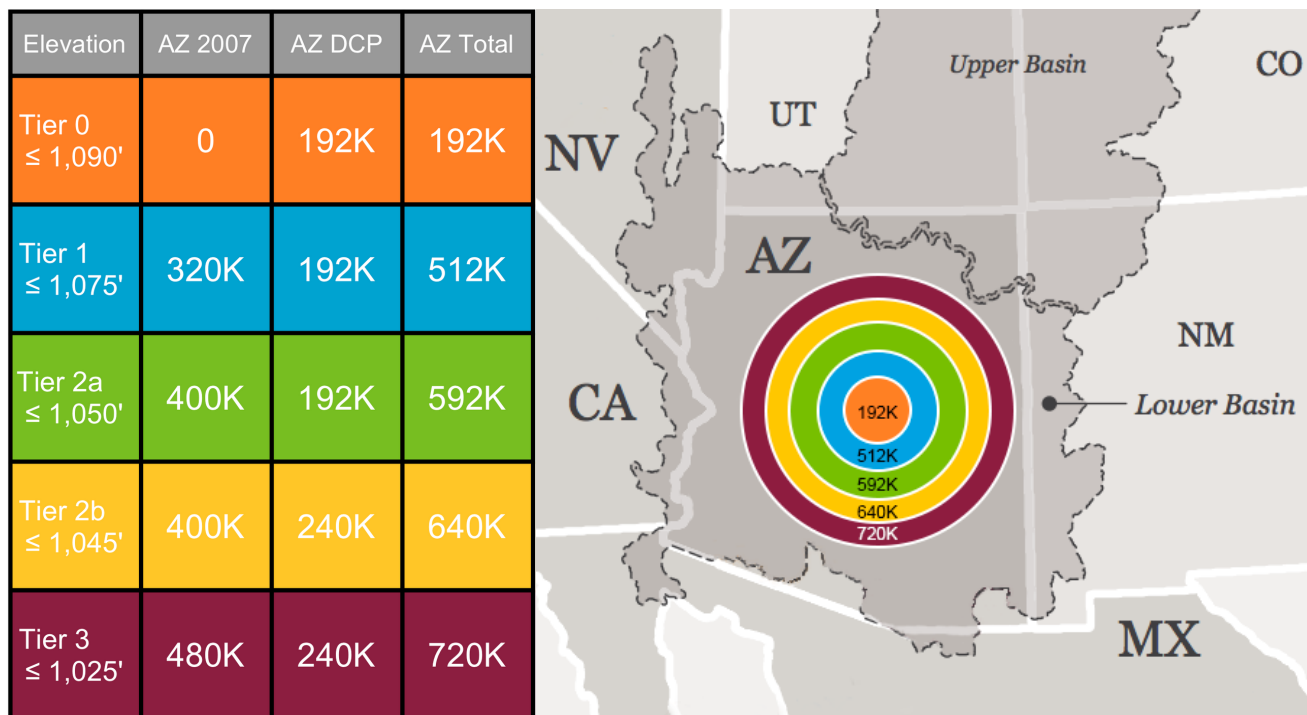 Elevation AZ 2007 AZ DCP AZ Total
Tier 0
≤ 1,090' 0 192K 192K
Tier 1
≤ 1,075' 320K 192K 512K
Tier 2a
≤ 1,050' 400K 192K 592K
Tier 2b
≤ 1,045' 400K 240K 640K
Tier 3
≤ 1,025' 480K 240K 720K
Upper Basin
CO
UT
NV
AZ
NM
CA
Lower Basin
192K
512K
592K
640K
720K
MX